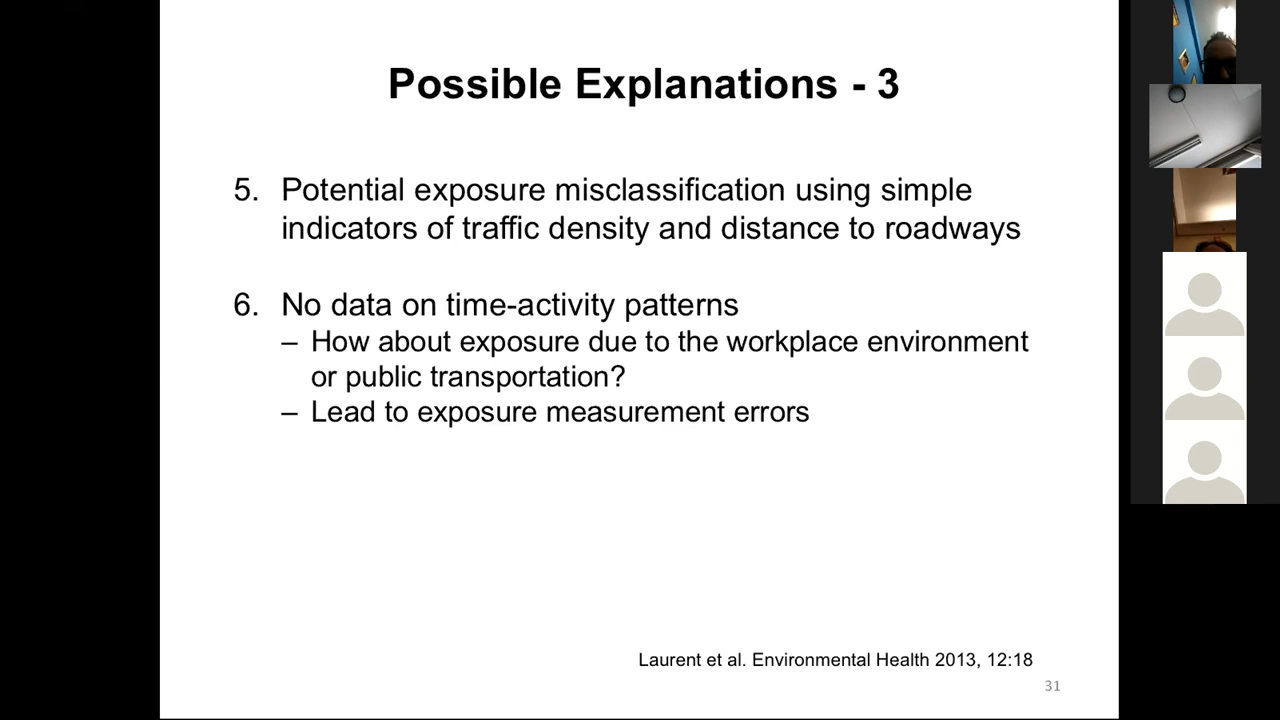 Possible Explanations - 3
5. Potential exposure misclassification using simple
indicators of traffic density and distance to roadways
6. No data on time-activity patterns
– How about exposure due to the workplace environment
or public transportation?
– Lead to exposure measurement errors
Laurent et al. Environmental Health 2013, 12:18
31